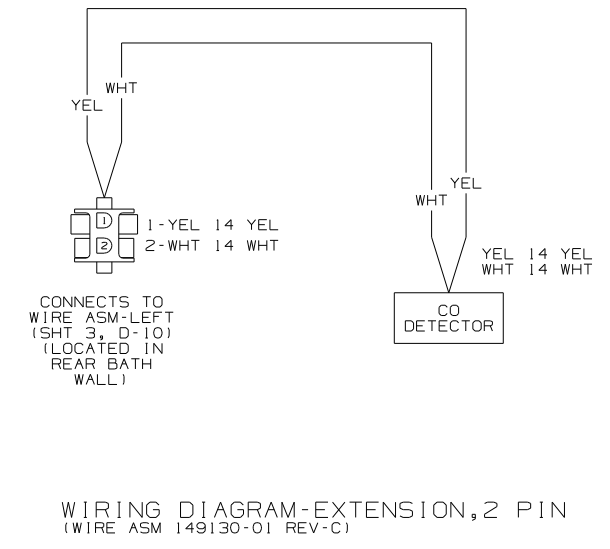 WHT
YEL
YEL
WHT
1
2
1-YEL 14 YEL
2-WHT 14 WHT
YEL 14 YEL
WHT 14 WHT
CONNECTS TO
WIRE ASM-LEFT
(SHT 3, D-10)
(LOCATED IN
REAR BATH
WALL)
CO
DETECTOR
WIRING DIAGRAM-EXTENSION,2 PIN
(WIRE ASM 149130-01 REV-C)